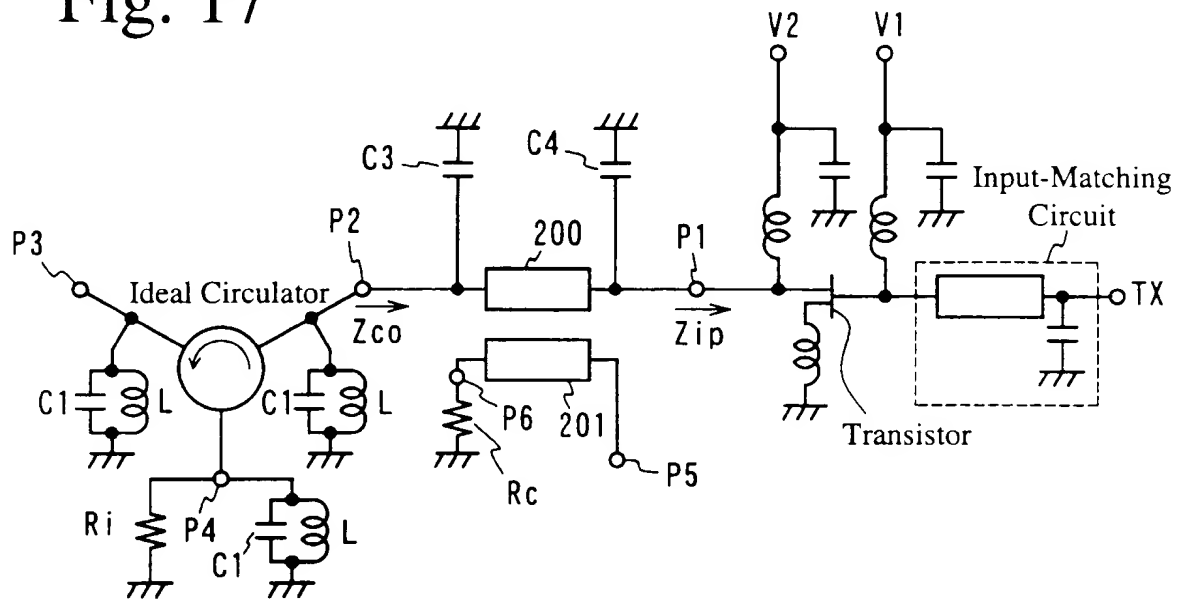 Fig. 17
V2
V1
C3
C4
Input-Matching
Circuit
P3
P2
200
P1
TX
Ideal Circulator
Zco
Zip
C1
L
C1
L
P6
201
Transistor
Rc
P5
Ri
P4
C1
L